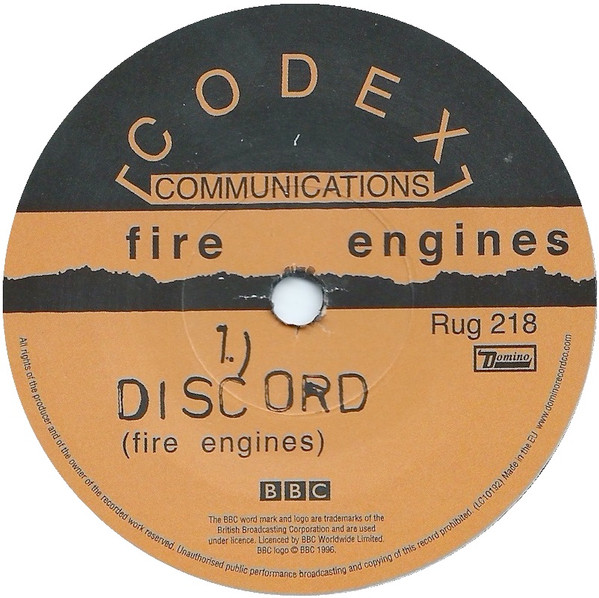 CODEX
COMMUNICATIONS
fire engines
Rug 218
Domino
1.)
DISCORD
(fire engines)
BBC
The BBC word mark and logo are trademarks of the
British Broadcasting Corporation and are used
under licence. Licenced by BBC Worldwide Limited.
BBC logo © BBC 1996.
All rights of the producer and of the owner of the recorded work reserved. Unauthorised public performance broadcasting and copying of this record prohibited. (LC10192) Made in the EU www.dominorecordco.com